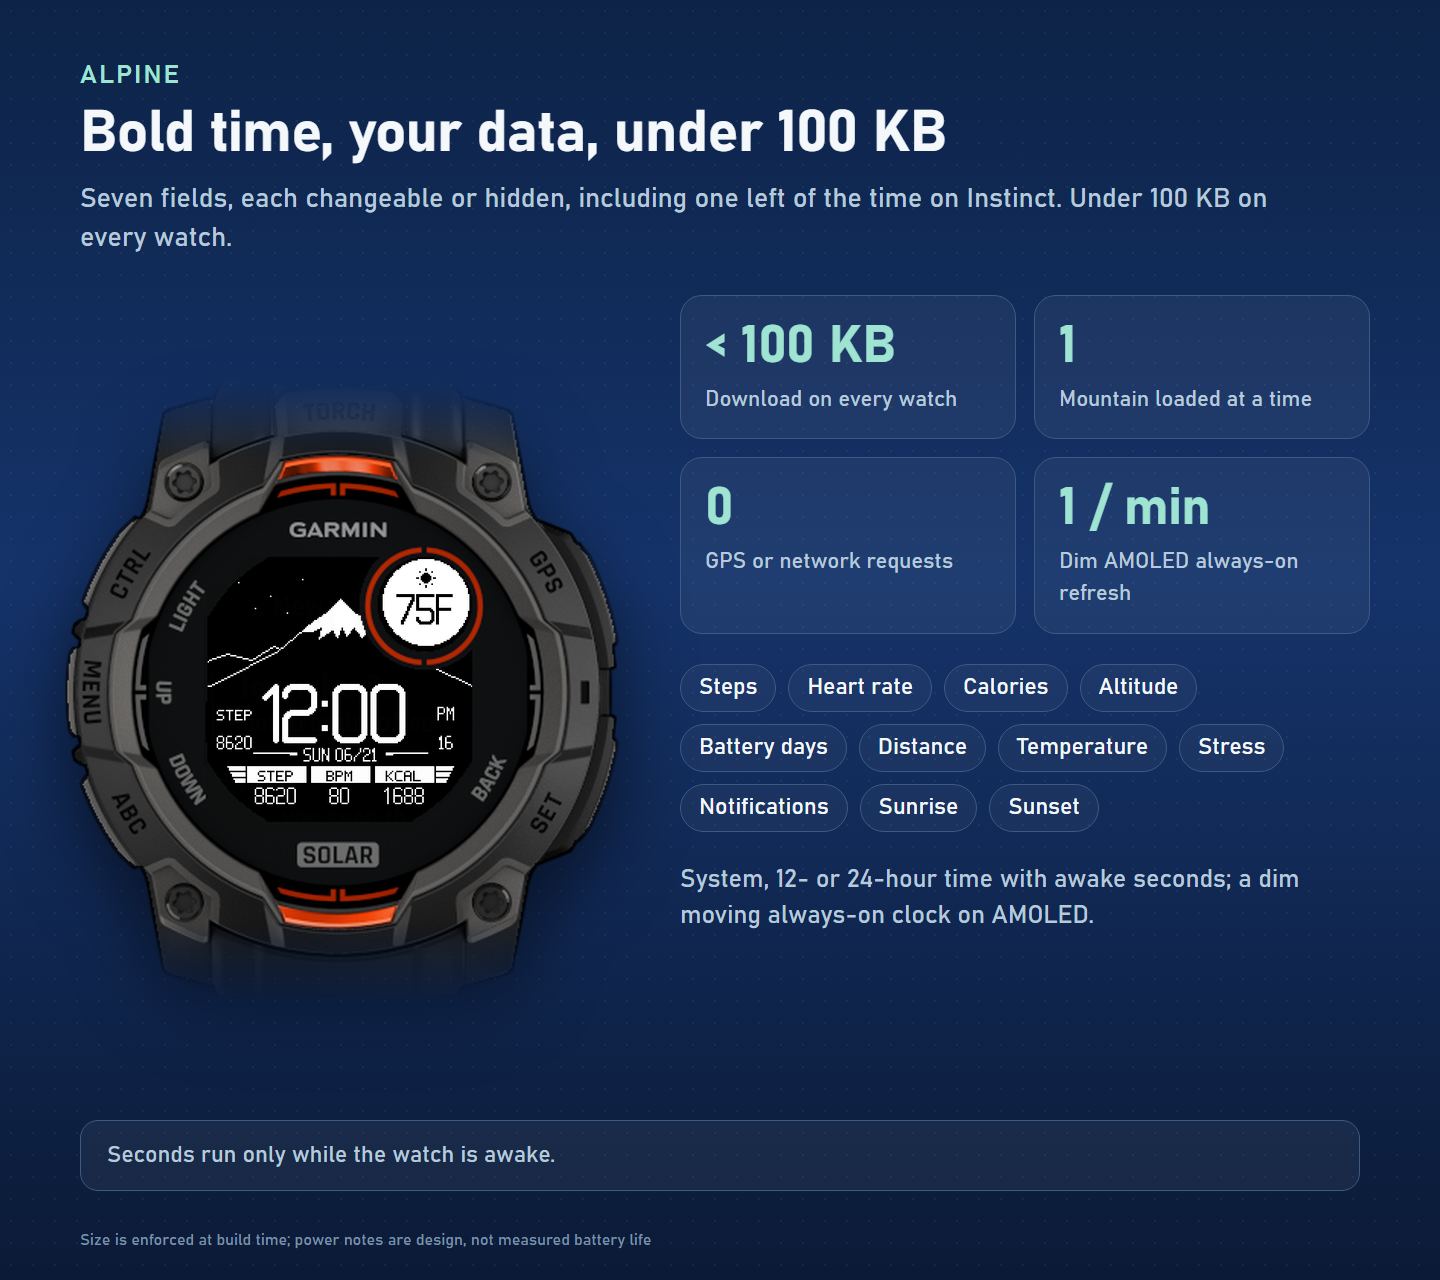 ALPINE
Bold time, your data, under 100 KB
Seven fields, each changeable or hidden, including one left of the time on Instinct. Under 100 KB on
every watch.
< 100 KB
Download on every watch
1
Mountain loaded at a time
0
GPS or network requests
1 / min
Dim AMOLED always-on
refresh
Steps
Heart rate
Calories
Altitude
Battery days
Distance
Temperature
Stress
Notifications
Sunrise
Sunset
System, 12- or 24-hour time with awake seconds; a dim
moving always-on clock on AMOLED.
TORCH
GARMIN
CTRL
LIGHT
GPS
MENU
UP
DOWN
ABC
BACK
SET
75F
STEP
8620
12:00
PM
16
SUN 06/21
STEP BPM KCAL
8620 80 1688
SOLAR
Seconds run only while the watch is awake.
Size is enforced at build time; power notes are design, not measured battery life